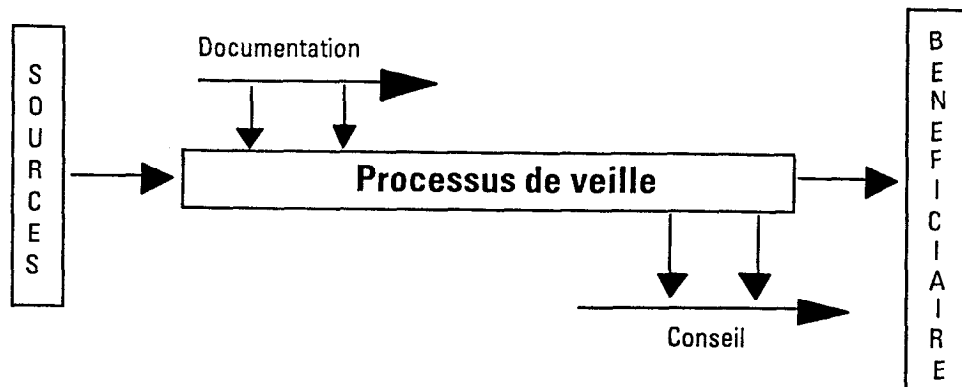 SOURCES
Documentation
Processus de veille
Conseil
BENEFICIAIRE